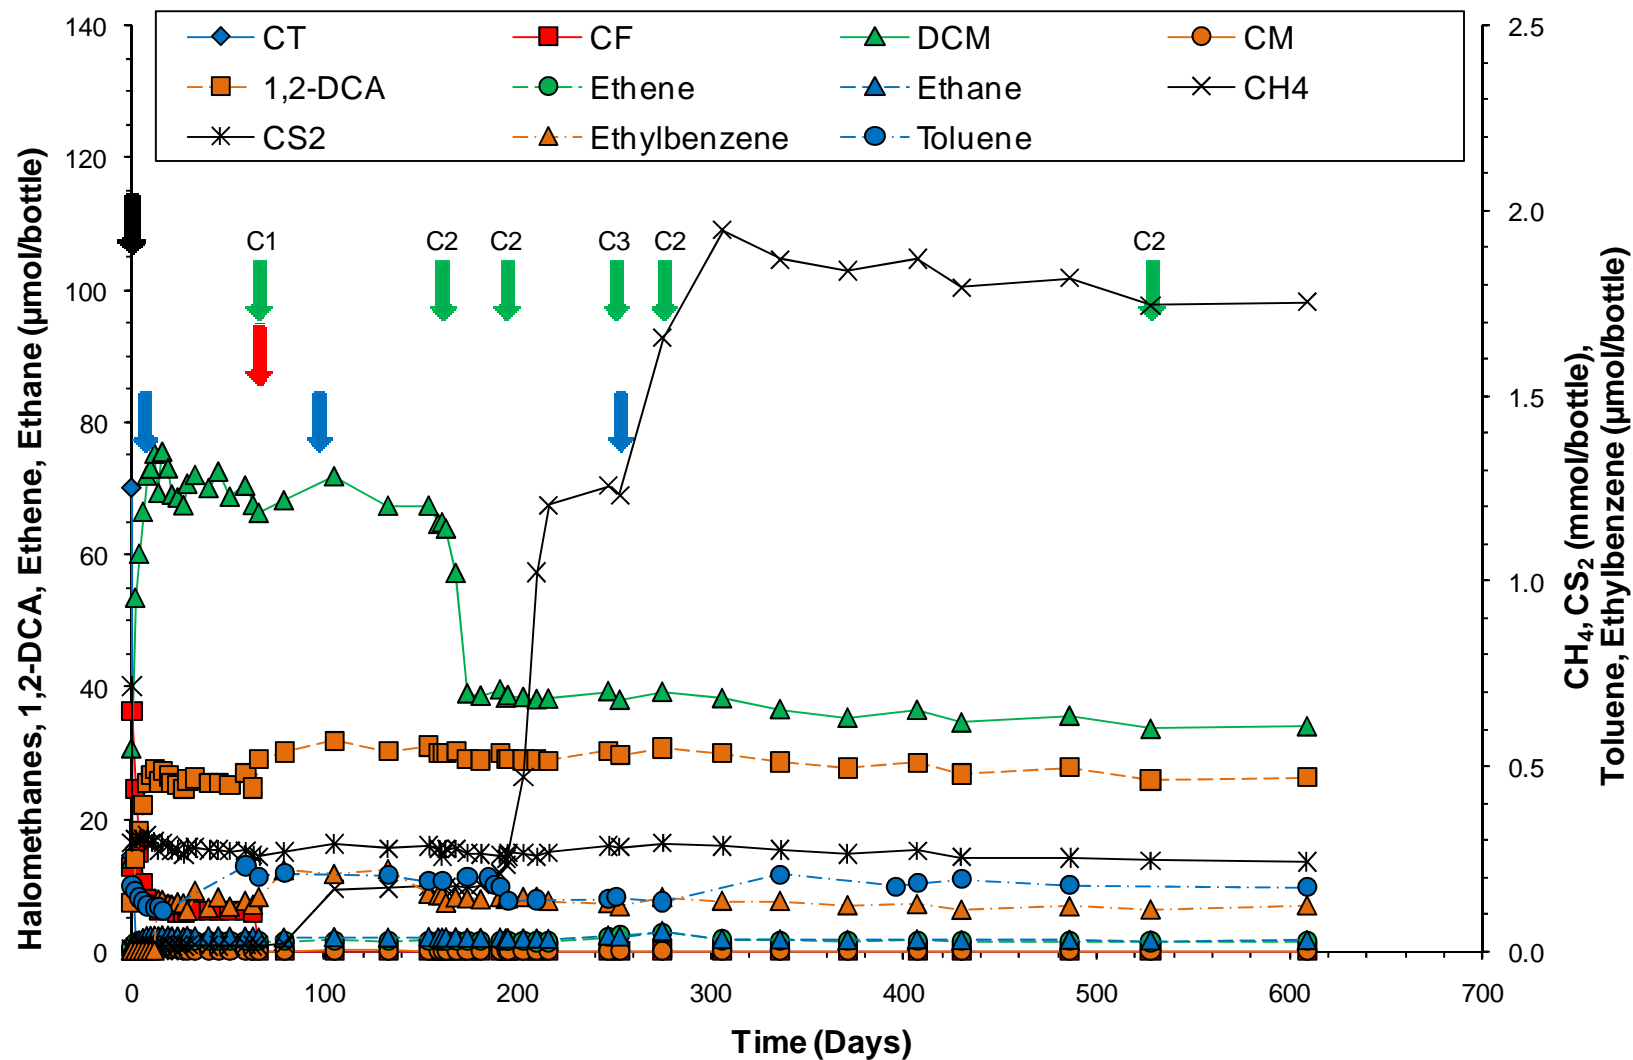 CT CF DCM CM
1,2-DCA Ethene Ethane CH4
CS2 Ethylbenzene Toluene
Halomethanes, 1,2-DCA, Ethene, Ethane (µmol/bottle)
140
120
100
80
60
40
20
0
C1 C2 C2 C3 C2 C2
2.5
2.0
1.5
1.0
0.5
0.0
CH₄, CS₂ (mmol/bottle),
Toluene, Ethylbenzene (µmol/bottle)
0 100 200 300 400 500 600 700
Time (Days)